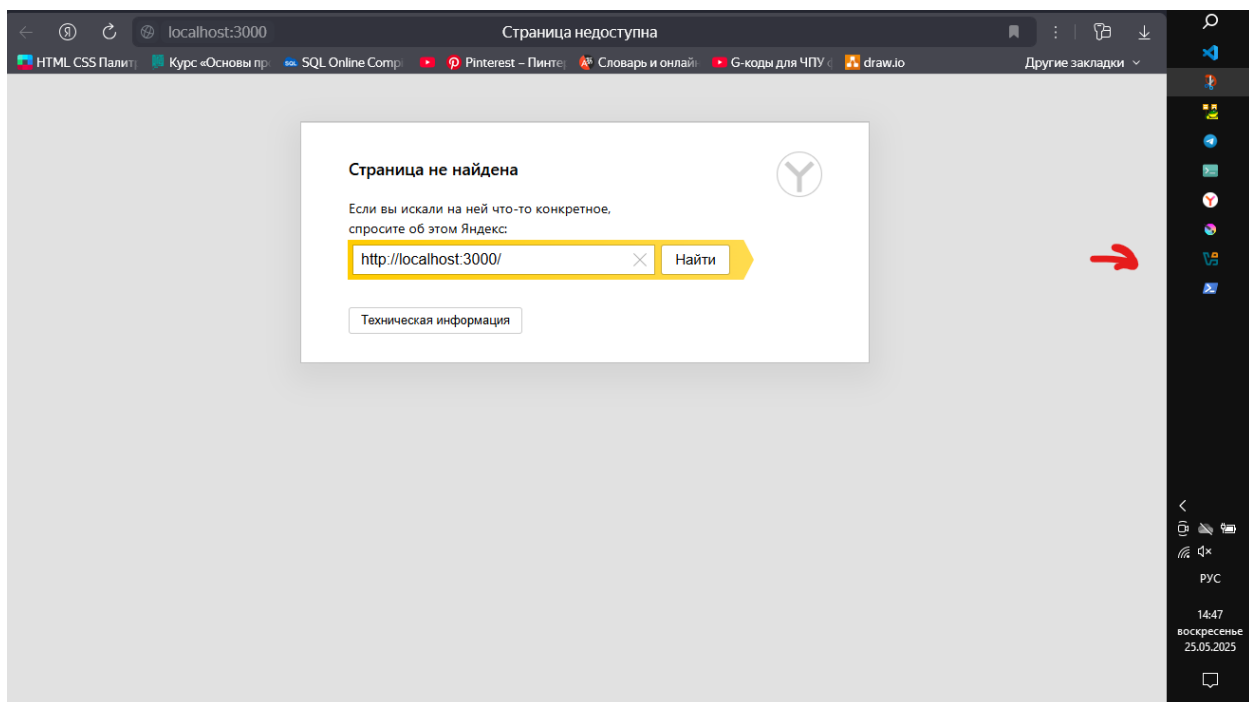 localhost:3000 Страница недоступна
HTML CSS Палит Курс «Основы пр SQL Online Comp Pinterest – Пинте Словарь и онлай G-коды для ЧПУ draw.io Другие закладки
Страница не найдена
Если вы искали на ней что-то конкретное,
спросите об этом Яндекс:
http://localhost:3000/ Найти
Техническая информация
РУС
14:47
воскресенье
25.05.2025